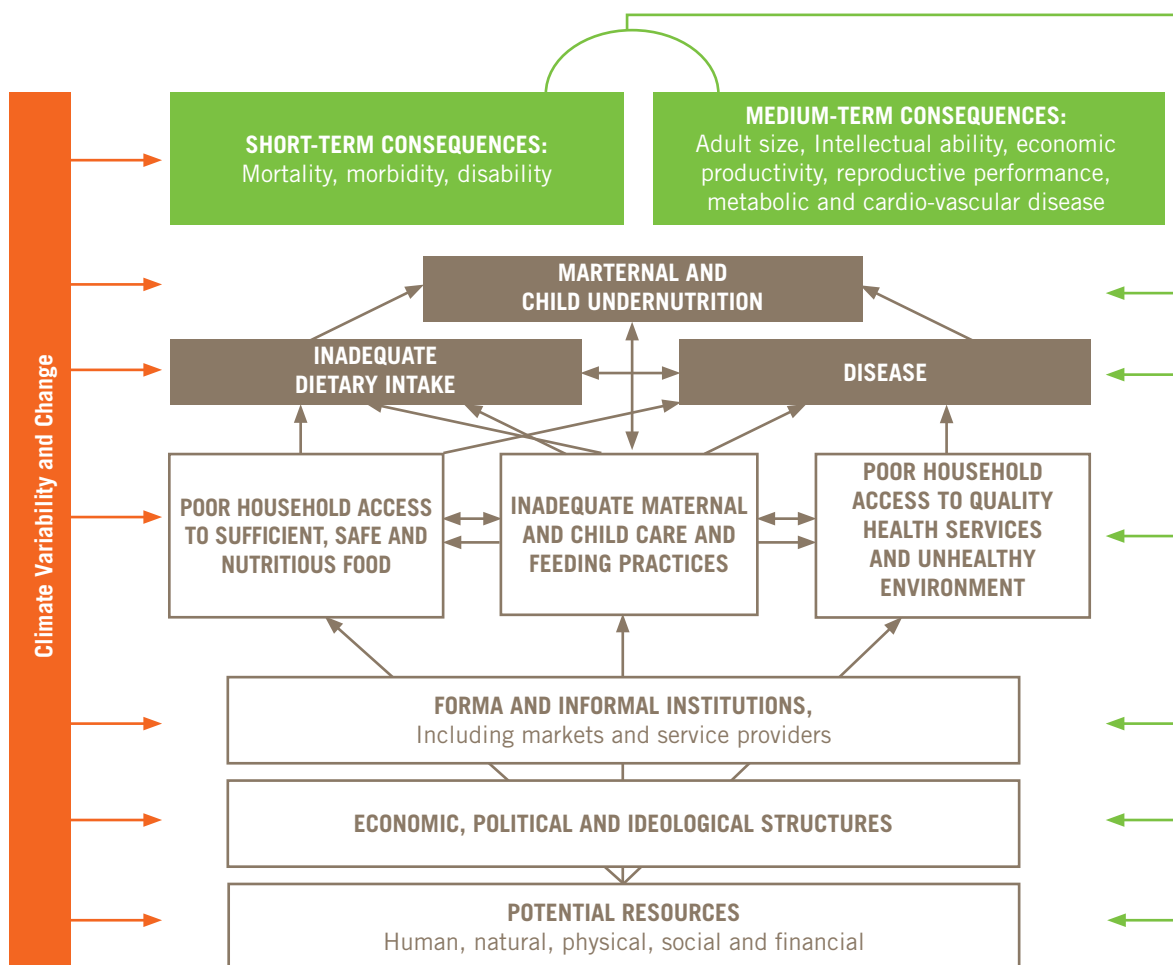 Climate Variability and Change
SHORT-TERM CONSEQUENCES:
Mortality, morbidity, disability
MEDIUM-TERM CONSEQUENCES:
Adult size, Intellectual ability, economic
productivity, reproductive performance,
metabolic and cardio-vascular disease
MARTERNAL AND
CHILD UNDERNUTRITION
INADEQUATE
DIETARY INTAKE
DISEASE
POOR HOUSEHOLD ACCESS
TO SUFFICIENT, SAFE AND
NUTRITIOUS FOOD
INADEQUATE MATERNAL
AND CHILD CARE AND
FEEDING PRACTICES
POOR HOUSEHOLD
ACCESS TO QUALITY
HEALTH SERVICES
AND UNHEALTHY
ENVIRONMENT
FORMA AND INFORMAL INSTITUTIONS,
Including markets and service providers
ECONOMIC, POLITICAL AND IDEOLOGICAL STRUCTURES
POTENTIAL RESOURCES
Human, natural, physical, social and financial